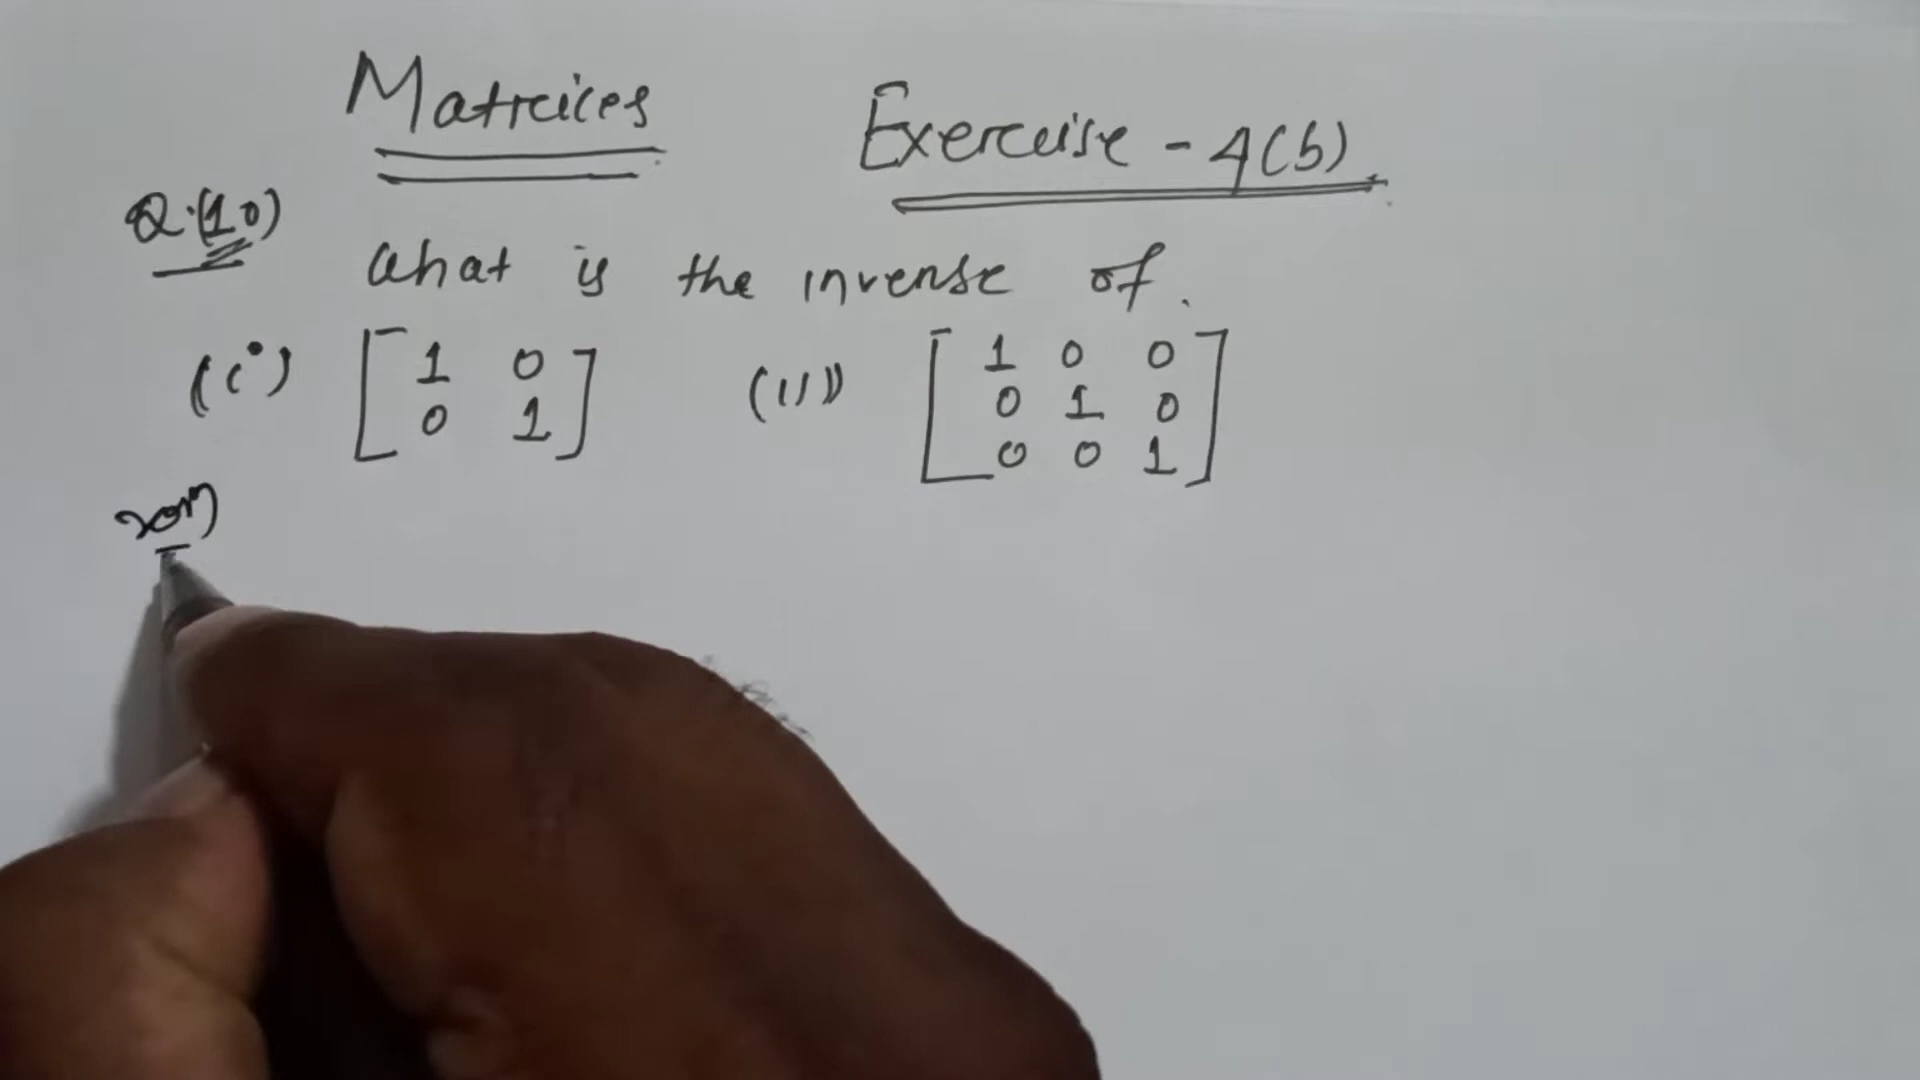 Matrices Exercise - 4(b)
Q.(10)
What is the inverse of.
(i) [ 1 0 (ii) [ 1 0 0 ]
0 1 ] 0 1 0
0 0 1